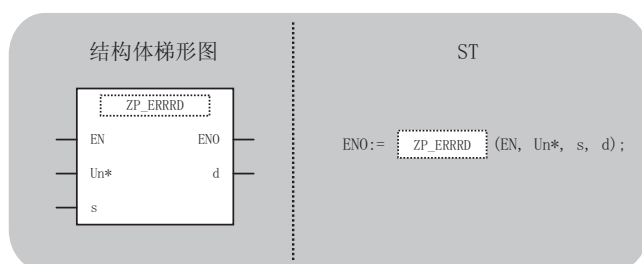 结构体梯形图
ZP_ERRRD
EN ENO
Un* d
s
ST
ENO:= ZP_ERRRD (EN, Un*, s, d);